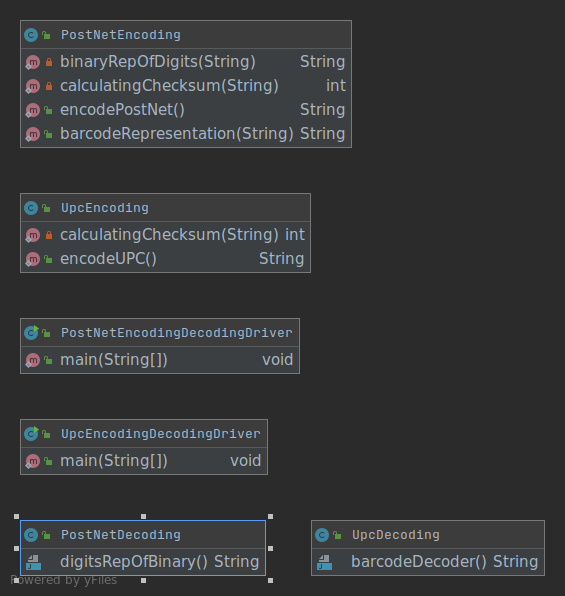 PostNetEncoding
binaryRepOfDigits(String) String
calculatingChecksum(String) int
encodePostNet() String
barcodeRepresentation(String) String
UpcEncoding
calculatingChecksum(String) int
encodeUPC() String
PostNetEncodingDecodingDriver
main(String[]) void
UpcEncodingDecodingDriver
main(String[]) void
PostNetDecoding
digitsRepOfBinary() String
UpcDecoding
barcodeDecoder() String
Powered by yFiles